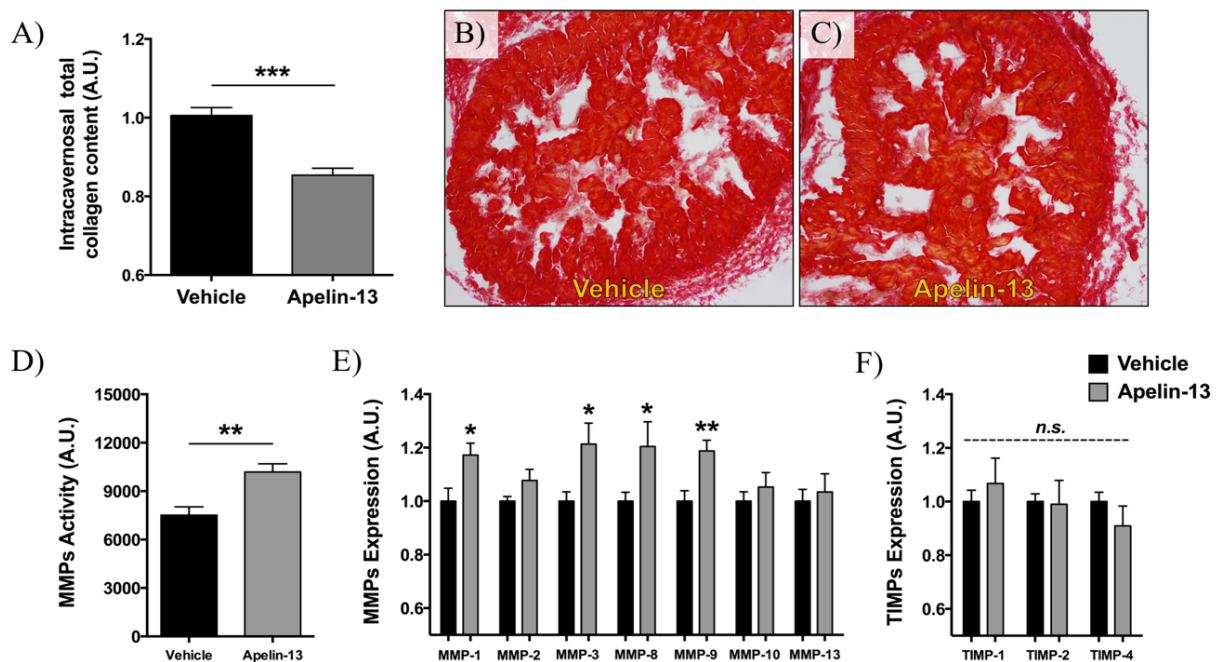 A)
Intracavernosal total
collagen content (A.U.)
1.2
1.0
0.8
0.6
***
Vehicle
Apelin-13
B)
Vehicle
C)
Apelin-13
D)
MMPs Activity (A.U.)
15000
12000
9000
6000
3000
0
**
Vehicle
Apelin-13
E)
MMPs Expression (A.U.)
1.4
1.2
1.0
0.8
0.6
*
*
*
**
MMP-1
MMP-2
MMP-3
MMP-8
MMP-9
MMP-10
MMP-13
F)
Vehicle
Apelin-13
TIMPs Expression (A.U.)
1.4
1.2
1.0
0.8
0.6
n.s.
TIMP-1
TIMP-2
TIMP-4